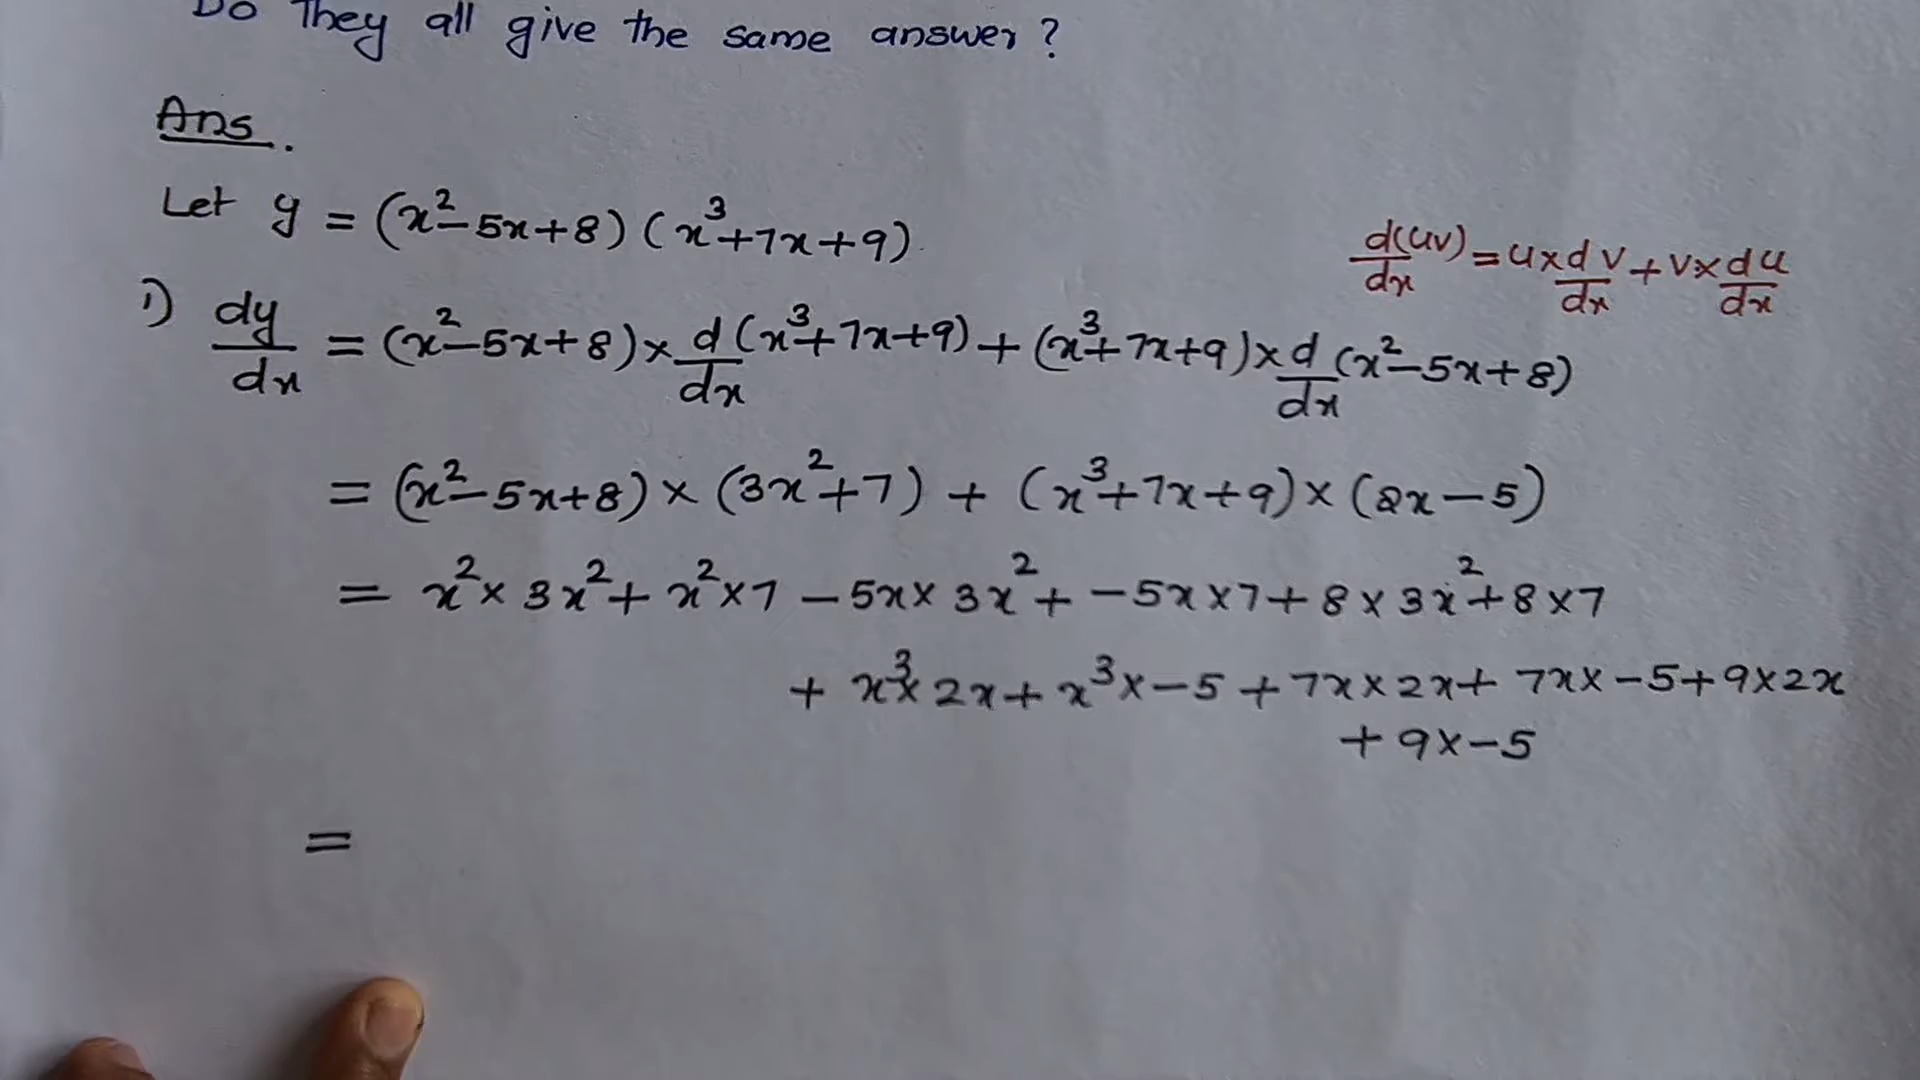 Do They all give the same answer?
Ans.
Let y = (x²-5x+8)(x³+7x+9).
d(uv)/dx = u×dv/dx + v×du/dx
i) dy/dx = (x²-5x+8)×d/dx(x³+7x+9)+(x³+7x+9)×d/dx(x²-5x+8)
= (x²-5x+8)×(3x²+7)+(x³+7x+9)×(2x-5)
= x²×3x²+x²×7-5x×3x²+-5x×7+8×3x²+8×7
+ x³×2x+x³×-5+7x×2x+7x×-5+9×2x
+9×-5
=